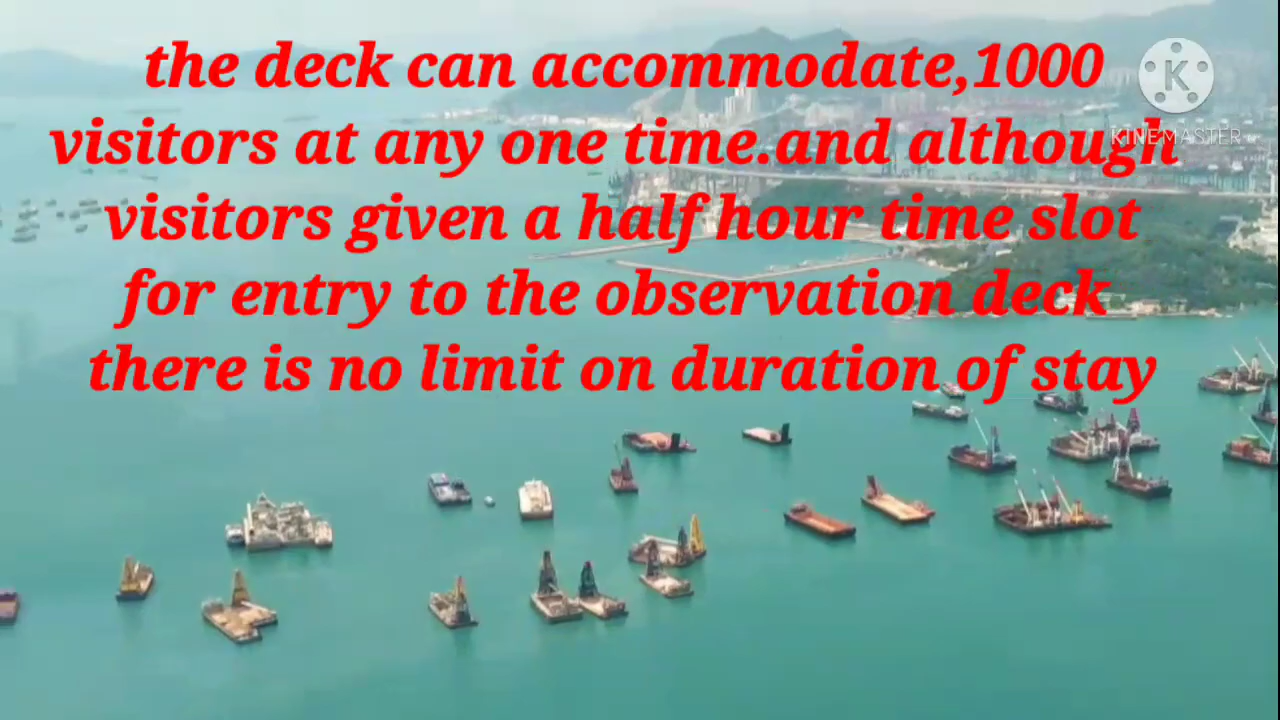 the deck can accommodate,1000
visitors at any one time.and although
visitors given a half hour time slot
for entry to the observation deck
there is no limit on duration of stay
K
KINEMASTER